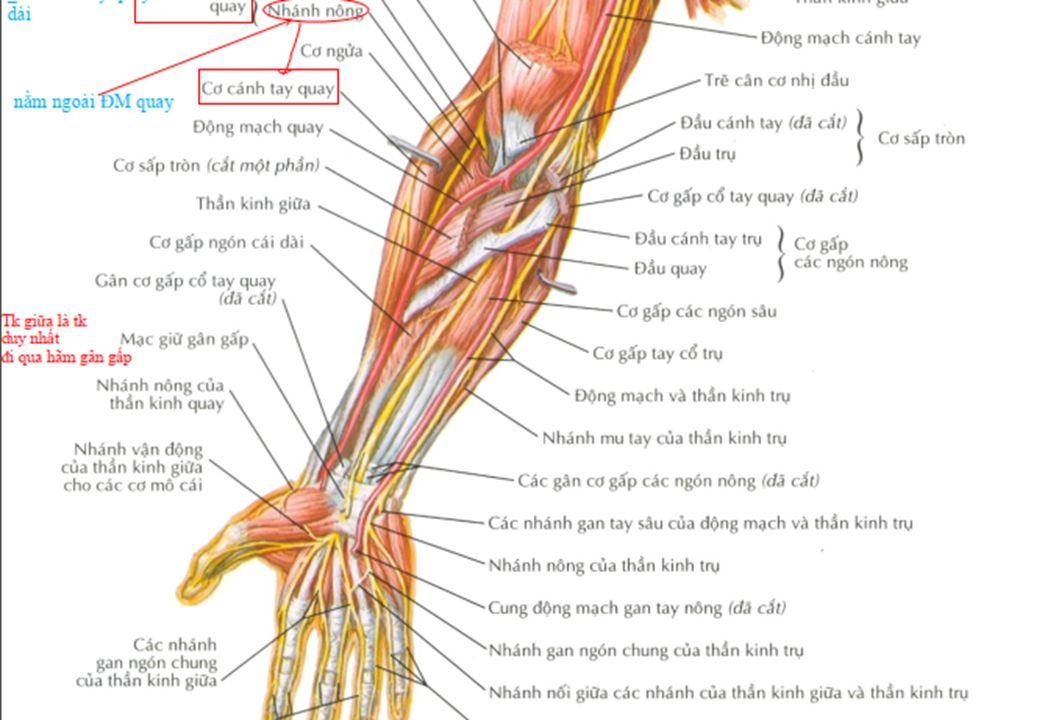 dài
quay
Nhánh nông
Cơ ngửa
Cơ cánh tay quay
nằm ngoài ĐM quay
Động mạch quay
Cơ sấp tròn (cắt một phần)
Thần kinh giữa
Cơ gấp ngón cái dài
Gân cơ gấp cổ tay quay
(đã cắt)
Tk giữa là tk
duy nhất
đi qua hãm gân gấp
Mạc giữ gân gấp
Nhánh nông của
thần kinh quay
Nhánh vận động
của thần kinh giữa
cho các cơ mô cái
Các nhánh
gan ngón chung
của thần kinh giữa
Động mạch cánh tay
Trẽ cân cơ nhị đầu
Đầu cánh tay (đã cắt)
Đầu trụ
Cơ sấp tròn
Cơ gấp cổ tay quay (đã cắt)
Đầu cánh tay trụ
Đầu quay
Cơ gấp
các ngón nông
Cơ gấp các ngón sâu
Cơ gấp tay cổ trụ
Động mạch và thần kinh trụ
Nhánh mu tay của thần kinh trụ
Các gân cơ gấp các ngón nông (đã cắt)
Các nhánh gan tay sâu của động mạch và thần kinh trụ
Nhánh nông của thần kinh trụ
Cung động mạch gan tay nông (đã cắt)
Nhánh gan ngón chung của thần kinh trụ
Nhánh nối giữa các nhánh của thần kinh giữa và thần kinh trụ